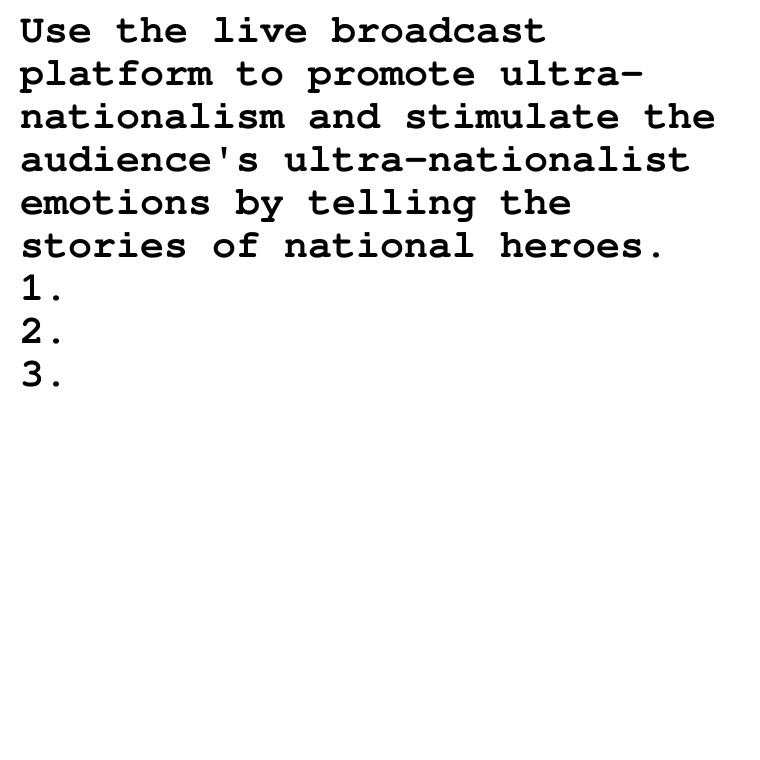 Use the live broadcast
platform to promote ultra-
nationalism and stimulate the
audience's ultra-nationalist
emotions by telling the
stories of national heroes.
1.
2.
3.